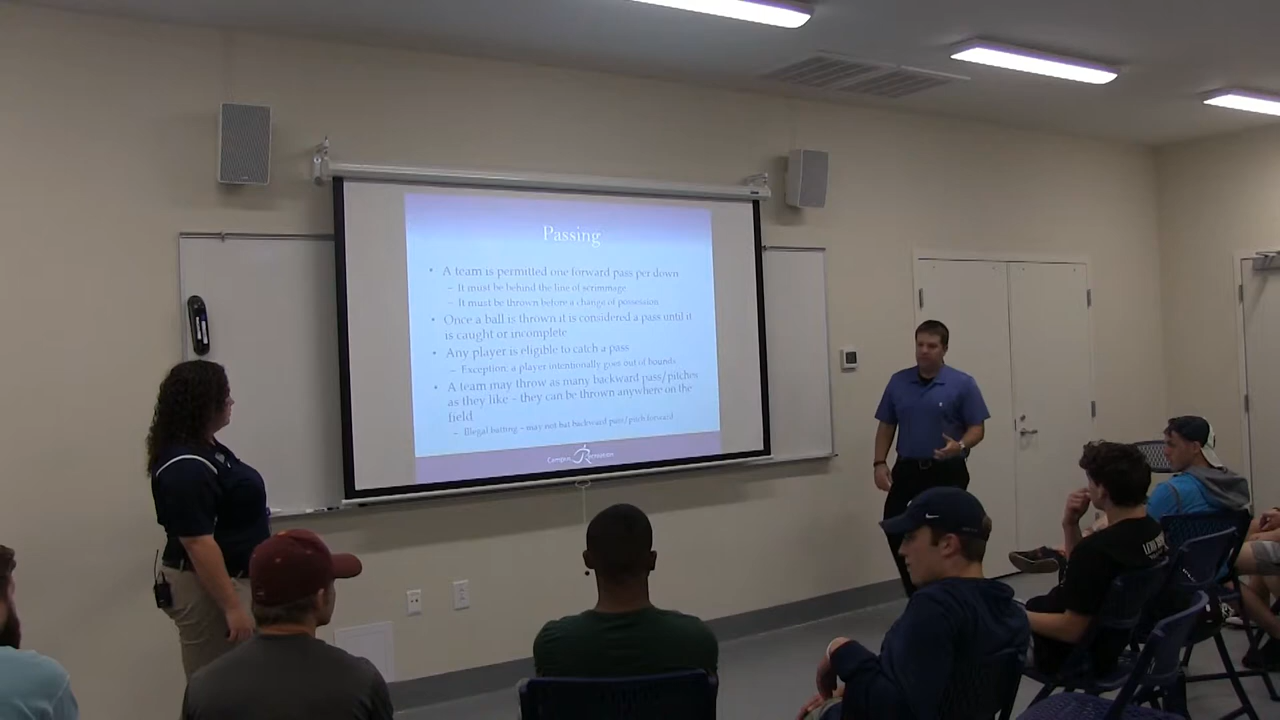 Passing
• A team is permitted one forward pass per down
– It must be behind the line of scrimmage
– It must be thrown before a change of possession
• Once a ball is thrown it is considered a pass until it
is caught or incomplete
• Any player is eligible to catch a pass
– Exception: a player intentionally goes out of bounds
• A team may throw as many backward pass/pitches
as they like – they can be thrown anywhere on the
field
– Illegal batting – may not bat backward pass/pitch forward
Campus Recreation